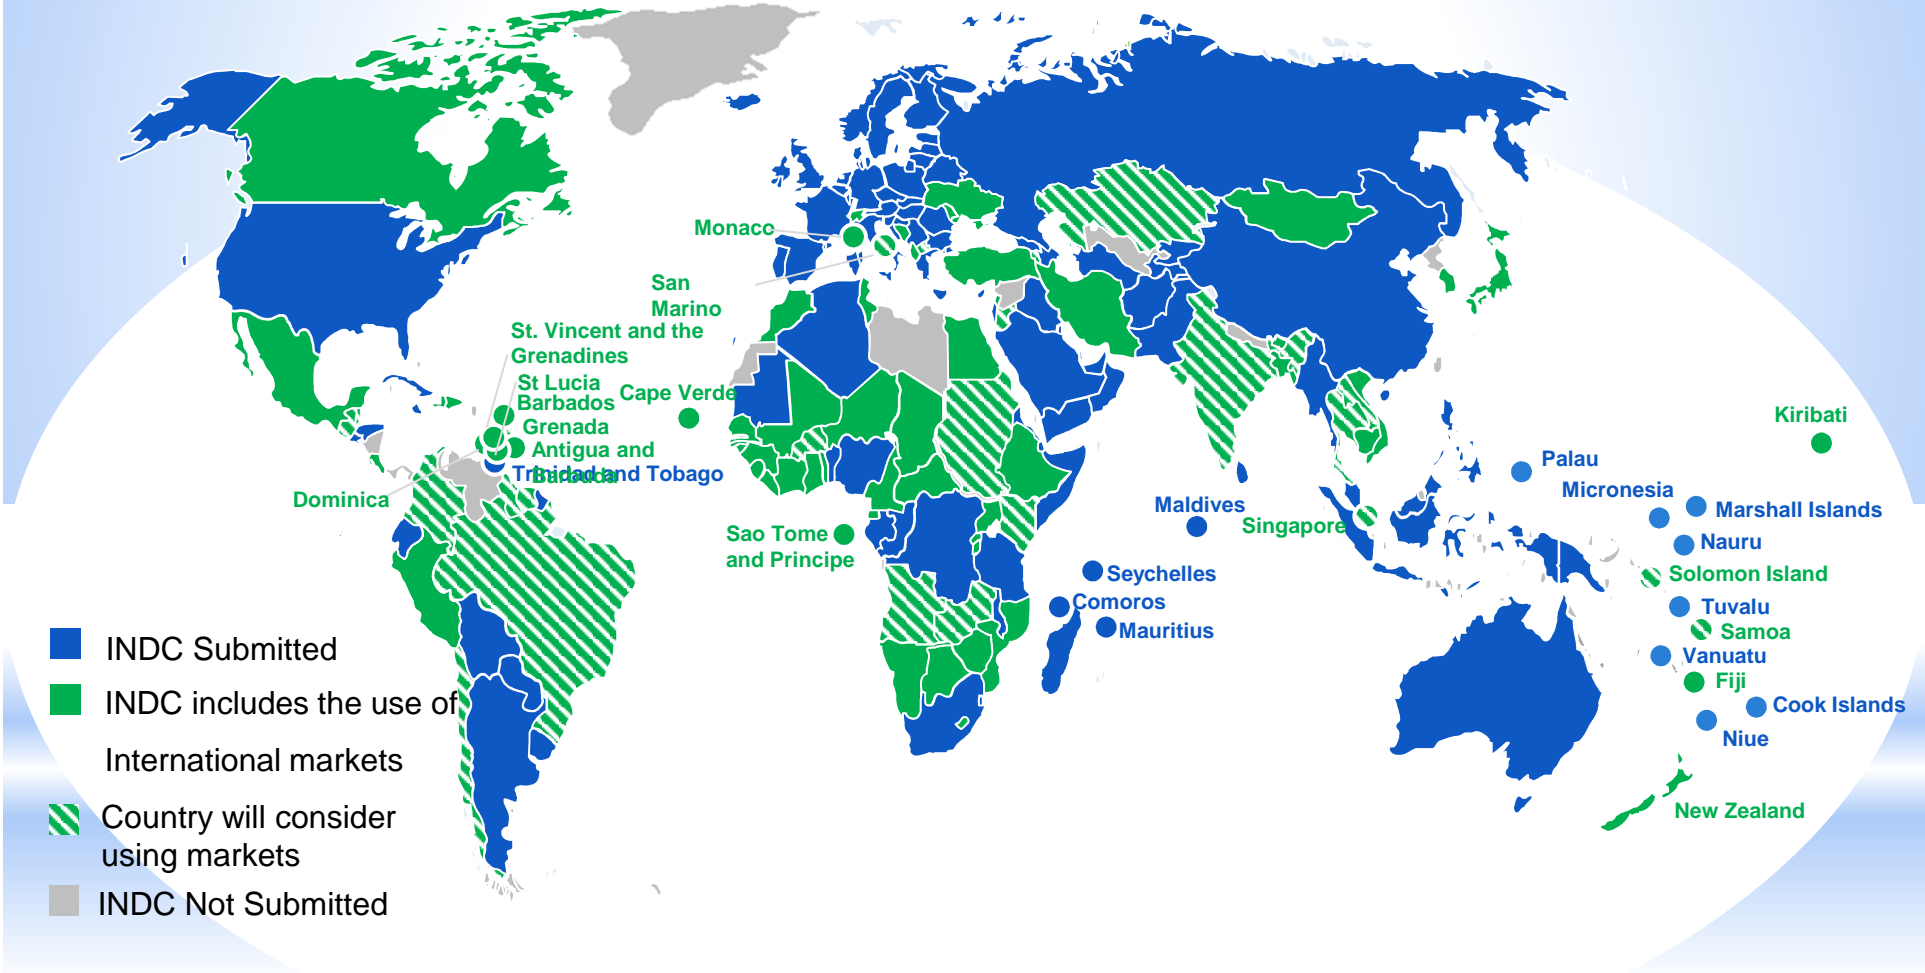 Monaco
San
Marino
St. Vincent and the
Grenadines
St Lucia
Barbados
Cape Verde
Grenada
Antigua and
Barbuda
Trinidad and Tobago
Dominica
Sao Tome
and Principe
Maldives
Singapore
Seychelles
Comoros
Mauritius
Kiribati
Palau
Micronesia
Marshall Islands
Nauru
Solomon Island
Tuvalu
Samoa
Vanuatu
Fiji
Cook Islands
Niue
New Zealand
INDC Submitted
INDC includes the use of
International markets
Country will consider
using markets
INDC Not Submitted